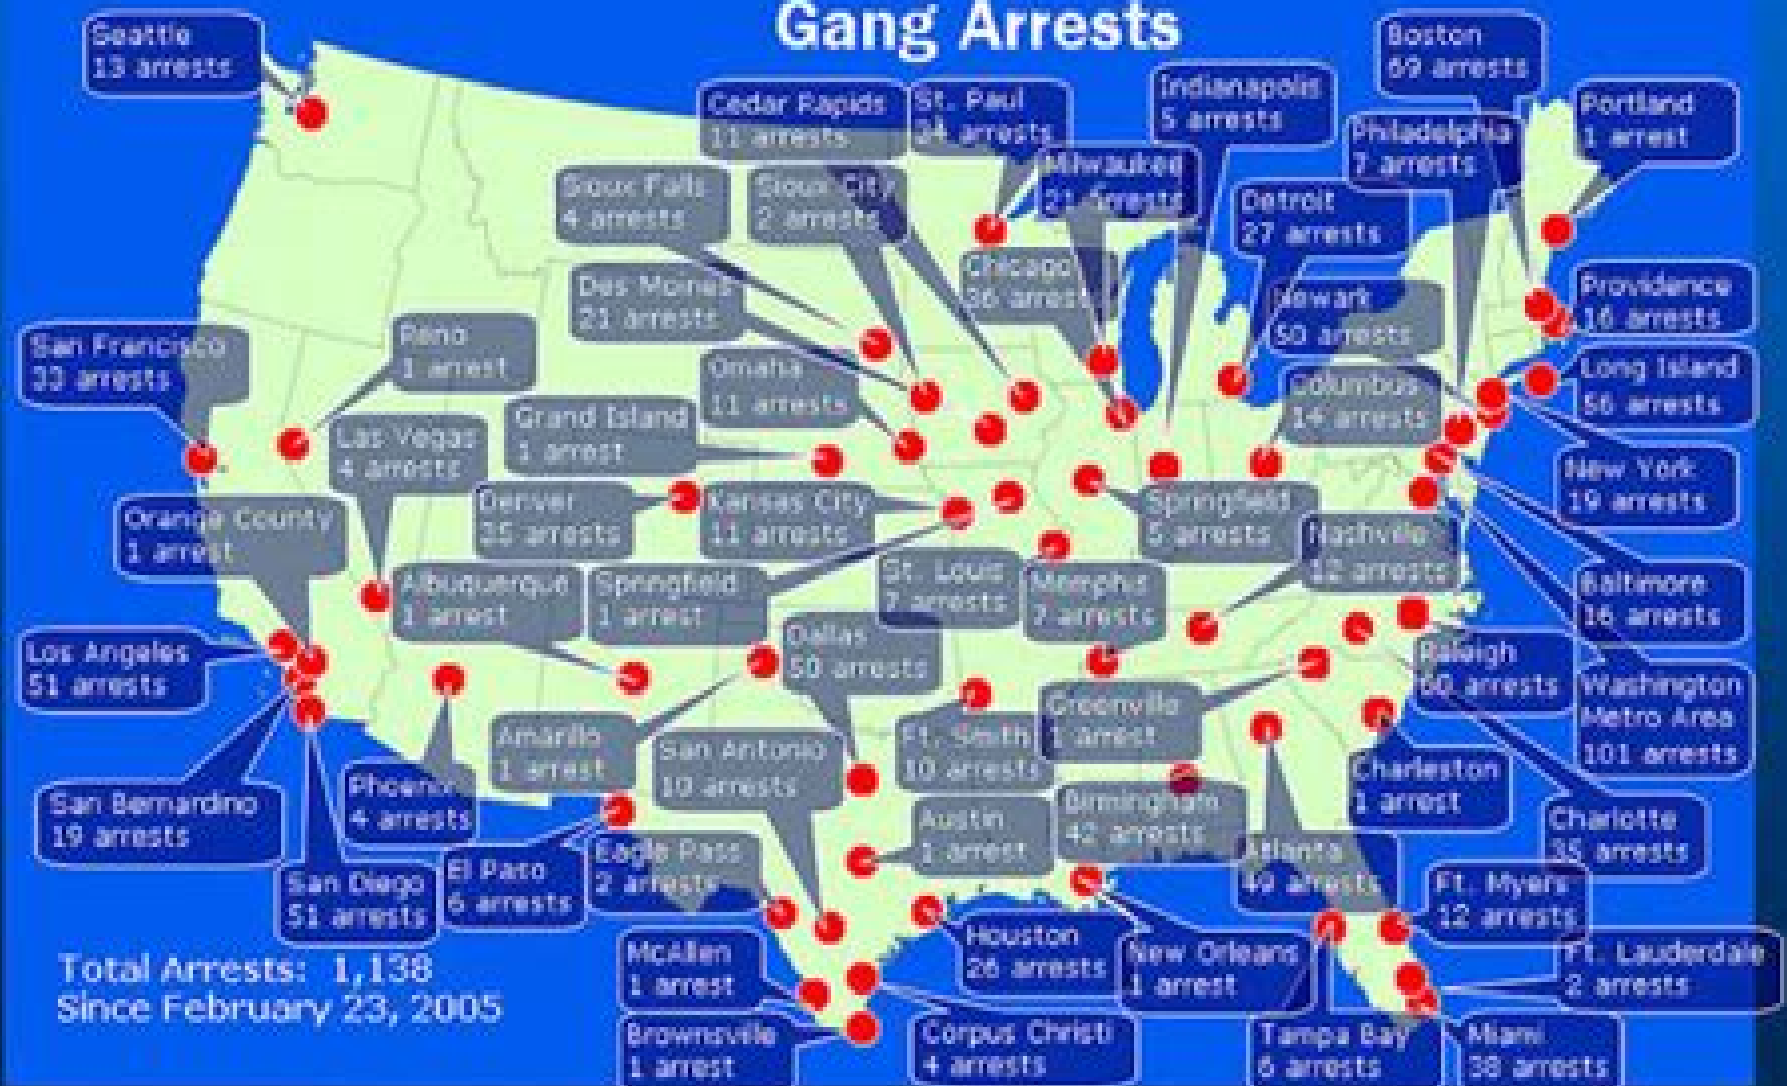 Gang Arrests
Seattle
13 arrests
Boston
69 arrests
Indianapolis
5 arrests
Cedar Rapids
11 arrests
St. Paul
24 arrests
Portland
1 arrest
Philadelphia
7 arrests
Milwaukee
21 arrests
Sioux Falls
4 arrests
Sioux City
2 arrests
Detroit
27 arrests
Chicago
36 arrests
Des Moines
21 arrests
Newark
50 arrests
Providence
16 arrests
San Francisco
33 arrests
Reno
1 arrest
Omaha
11 arrests
Long Island
56 arrests
Columbus
14 arrests
Grand Island
1 arrest
Las Vegas
4 arrests
New York
19 arrests
Orange County
1 arrest
Denver
35 arrests
Kansas City
11 arrests
Springfield
5 arrests
Nashville
12 arrests
Albuquerque
1 arrest
Springfield
1 arrest
St. Louis
7 arrests
Memphis
7 arrests
Baltimore
16 arrests
Los Angeles
51 arrests
Dallas
50 arrests
Raleigh
60 arrests
Washington
Metro Area
101 arrests
Greenville
1 arrest
Amarillo
1 arrest
San Antonio
10 arrests
Ft. Smith
10 arrests
Charleston
1 arrest
San Bernardino
19 arrests
Phoenix
4 arrests
Birmingham
42 arrests
Austin
1 arrest
Charlotte
35 arrests
Eagle Pass
2 arrests
Atlanta
49 arrests
El Paso
6 arrests
San Diego
51 arrests
Ft. Myers
12 arrests
Houston
26 arrests
New Orleans
1 arrest
Ft. Lauderdale
2 arrests
McAllen
1 arrest
Total Arrests: 1,138
Since February 23, 2005
Brownsville
1 arrest
Corpus Christi
4 arrests
Tampa Bay
6 arrests
Miami
38 arrests